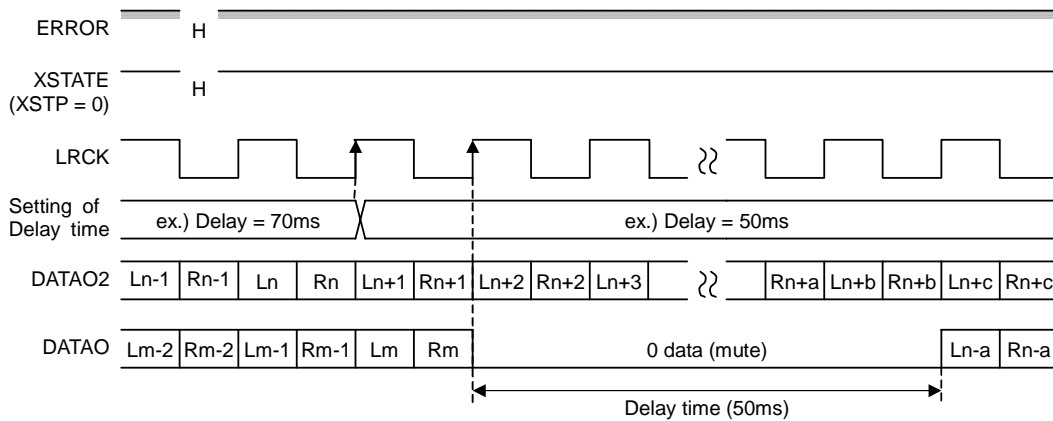 ERROR
H
XSTATE
(XSTP = 0)
H
LRCK
Setting of
Delay time
ex.) Delay = 70ms
ex.) Delay = 50ms
DATAO2
Ln-1 Rn-1 Ln Rn Ln+1 Rn+1 Ln+2 Rn+2 Ln+3 Rn+a Ln+b Rn+b Ln+c Rn+c
DATAO
Lm-2 Rm-2 Lm-1 Rm-1 Lm Rm 0 data (mute) Ln-a Rn-a
Delay time (50ms)